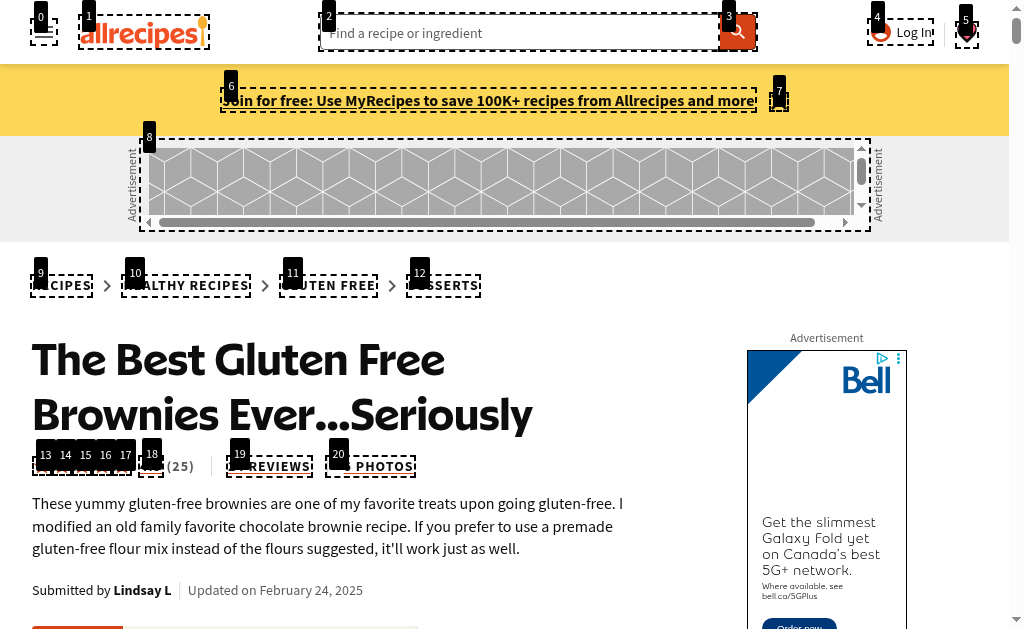 0
1
2
3
4
5
allrecipes
Find a recipe or ingredient
Log In
6
7
Join for free: Use MyRecipes to save 100K+ recipes from Allrecipes and more
8
Advertisement
Advertisement
9
10
11
12
RECIPES
HEALTHY RECIPES
GLUTEN FREE
DESSERTS
The Best Gluten Free
Brownies Ever...Seriously
13
14
15
16
17
18
19
20
(25)
REVIEWS
PHOTOS
These yummy gluten-free brownies are one of my favorite treats upon going gluten-free. I
modified an old family favorite chocolate brownie recipe. If you prefer to use a premade
gluten-free flour mix instead of the flours suggested, it'll work just as well.
Submitted by Lindsay L
Updated on February 24, 2025
Advertisement
Bell
Get the slimmest
Galaxy Fold yet
on Canada's best
5G+ network.
Where available. see
bell.ca/5GPlus
Order now